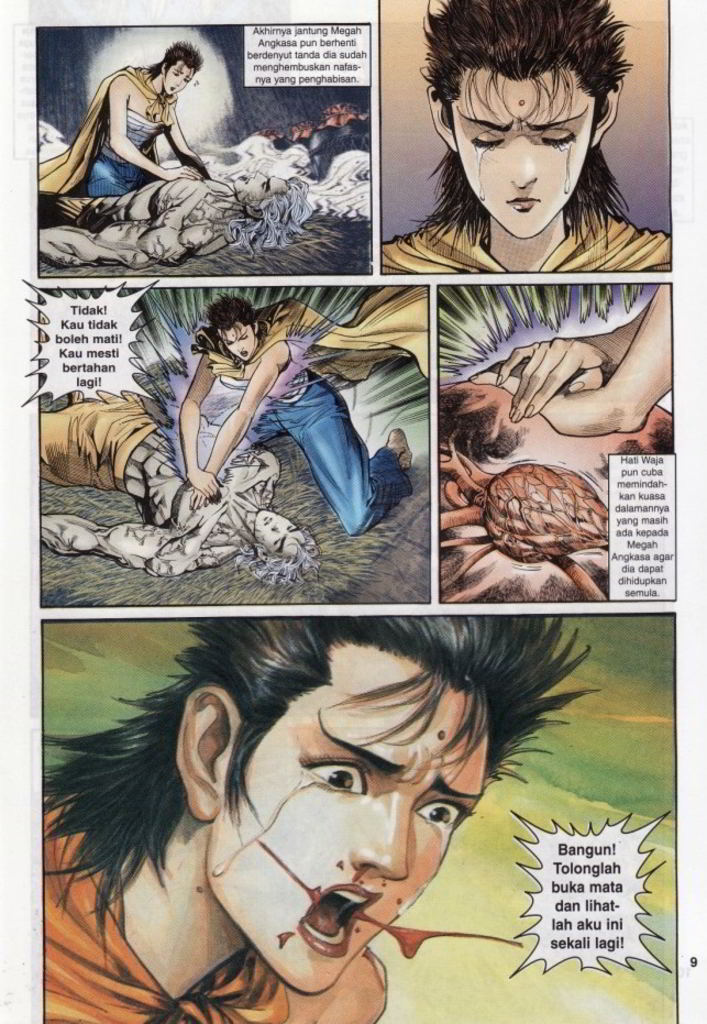 Akhirnya jantung Megah
Angkasa pun berhenti
berdenyut tanda dia sudah
menghembuskan nafas-
nya yang penghabisan.
Tidak!
Kau tidak
boleh mati!
Kau mesti
bertahan
lagi!
Hati Waja
pun cuba
memindah-
kan kuasa
dalamannya
yang masih
ada kepada
Megah
Angkasa agar
dia dapat
dihidupkan
semula.
Bangun!
Tolonglah
buka mata
dan lihat-
lah aku ini
sekali lagi!
9